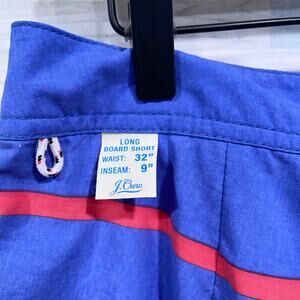 LONG
BOARD SHORT
WAIST: 32"
INSEAM: 9"
J.Crew